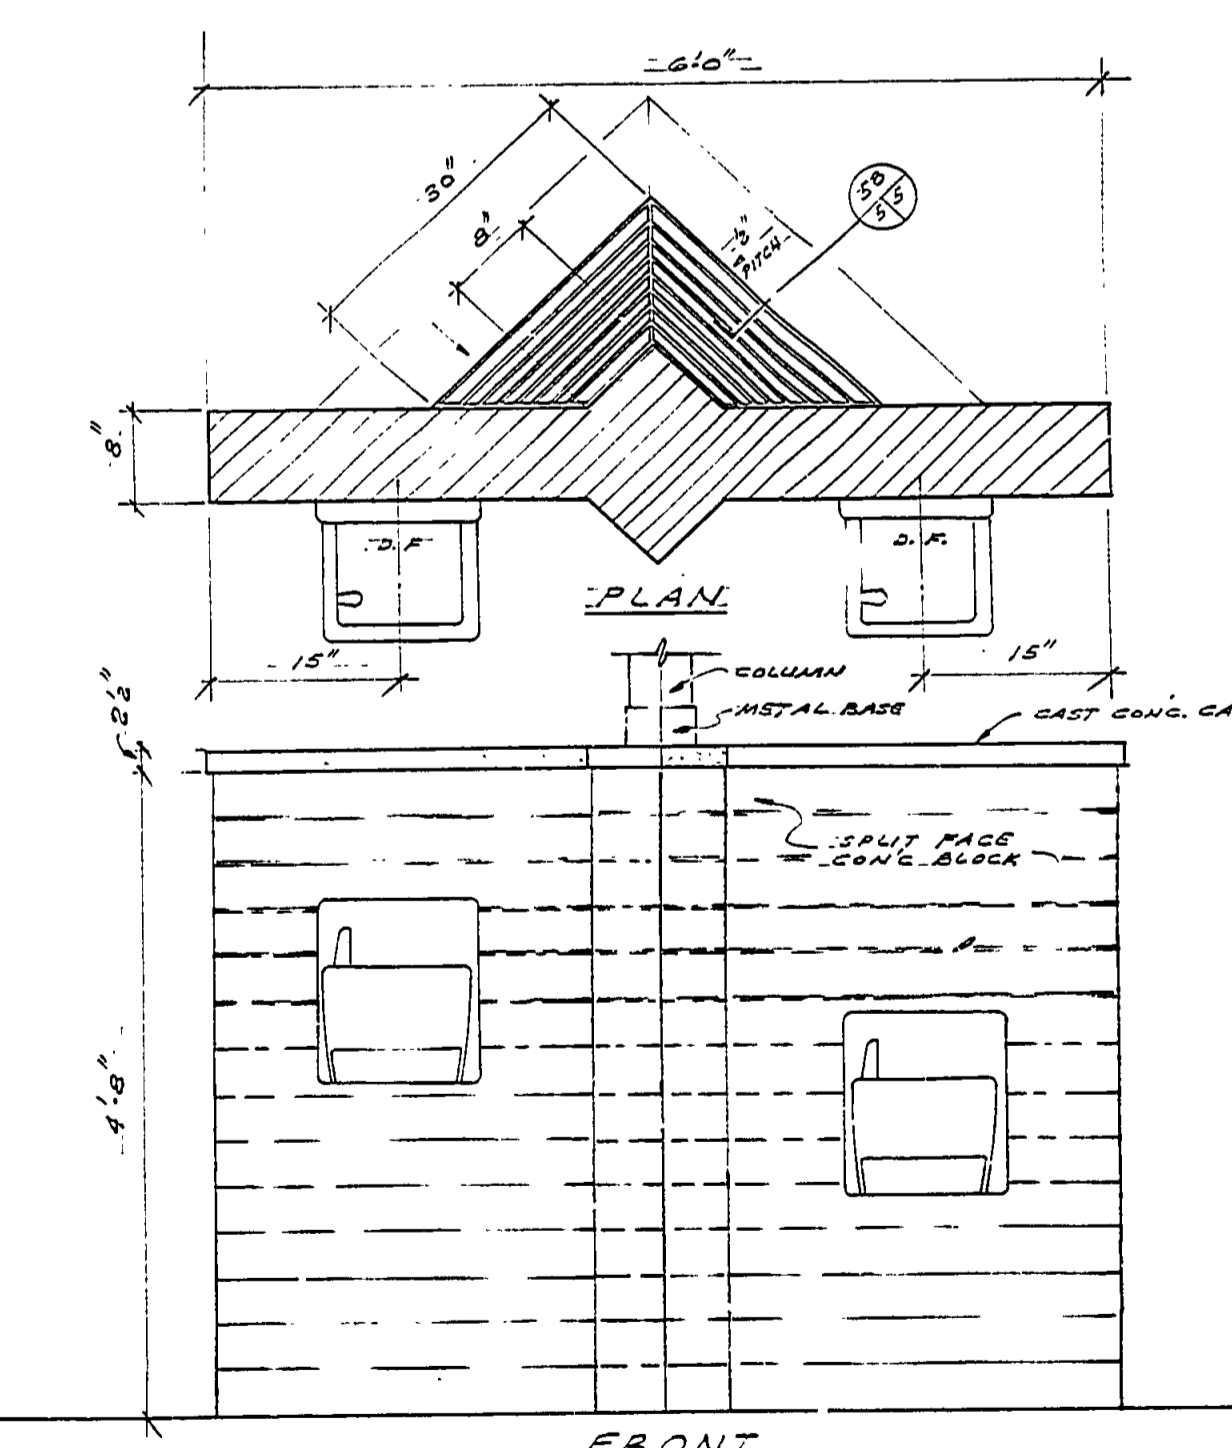 6'-0"
30"
8"
1/2"
PITCH
58
5
5
8"
D.F
D.F.
PLAN
15"
15"
COLUMN
METAL BASE
2 1/2"
CAST CONC. CA
SPLIT FACE
CONC BLOCK
4'-8"
FRONT